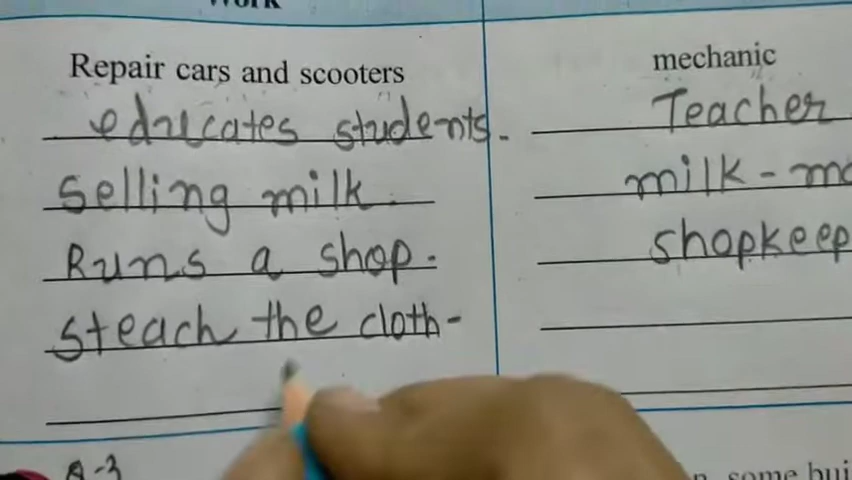 Work
Repair cars and scooters mechanic
educates students. Teacher
Selling milk. milk-ma
Runs a shop. shopkeep
steach the cloth-
A-3 some bui